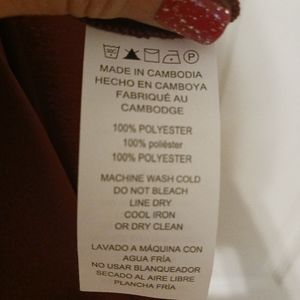 MADE IN CAMBODIA
HECHO EN CAMBOYA
FABRIQUÉ AU
CAMBODGE
100% POLYESTER
100% poliéster
100% POLYESTER
MACHINE WASH COLD
DO NOT BLEACH
LINE DRY
COOL IRON
OR DRY CLEAN
LAVADO A MÁQUINA CON
AGUA FRÍA
NO USAR BLANQUEADOR
SECADO AL AIRE LIBRE
PLANCHA FRÍA